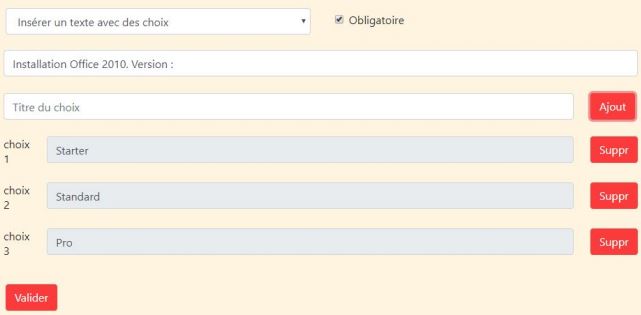 Insérer un texte avec des choix
Obligatoire
Installation Office 2010. Version :
Titre du choix
Ajout
choix
1
Starter
Suppr
choix
2
Standard
Suppr
choix
3
Pro
Suppr
Valider